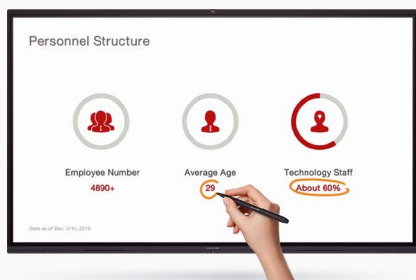 Personnel Structure
Employee Number
4890+
Average Age
29
Technology Staff
About 60%
Data as of Dec. 31th, 2019